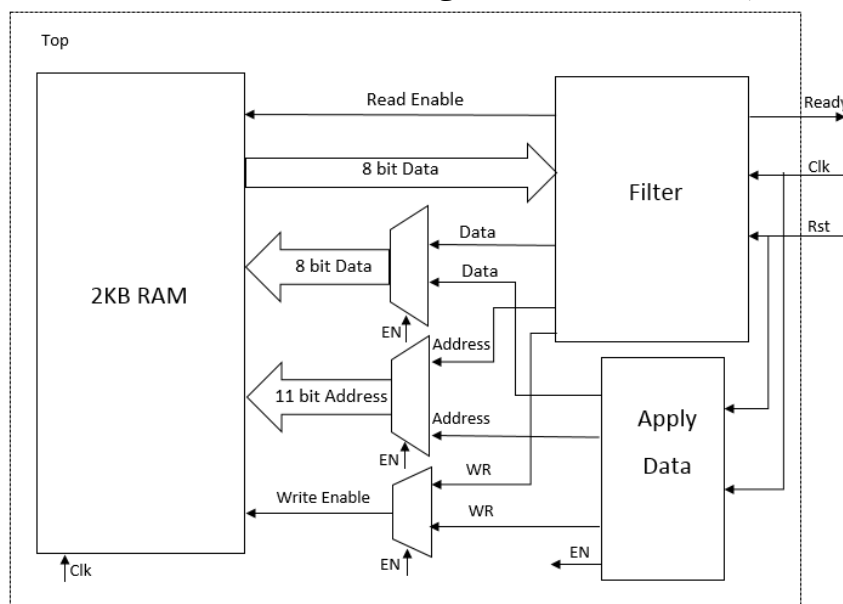 Top
Read Enable
Ready
8 bit Data
Clk
Filter
Rst
Data
8 bit Data
Data
2KB RAM
EN
Address
11 bit Address
Address
Apply
Data
EN
WR
Write Enable
WR
EN
EN
Clk